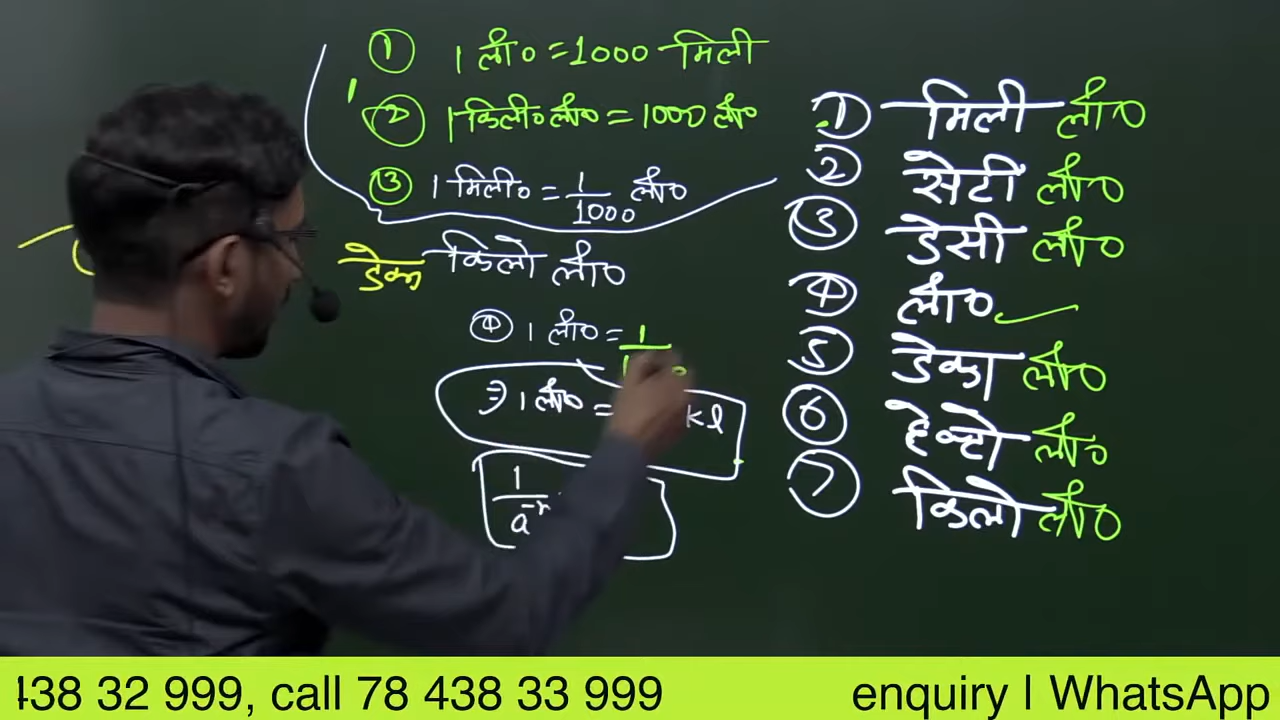 ① 1 ली० = 1000 मिली
② 1 किली० ली० = 1000 ली०
③ 1 मिली० = 1/1000 ली०
डेका किलो ली०
④ 1 ली० = 1/
⇒ 1 ली० = kl
1/a⁻ⁿ
① मिली ली०
② सेटीं ली०
③ डेसी ली०
④ ली०
⑤ डेका ली०
⑥ हेक्टो ली०
⑦ किलो ली०
438 32 999, call 78 438 33 999 enquiry I WhatsApp